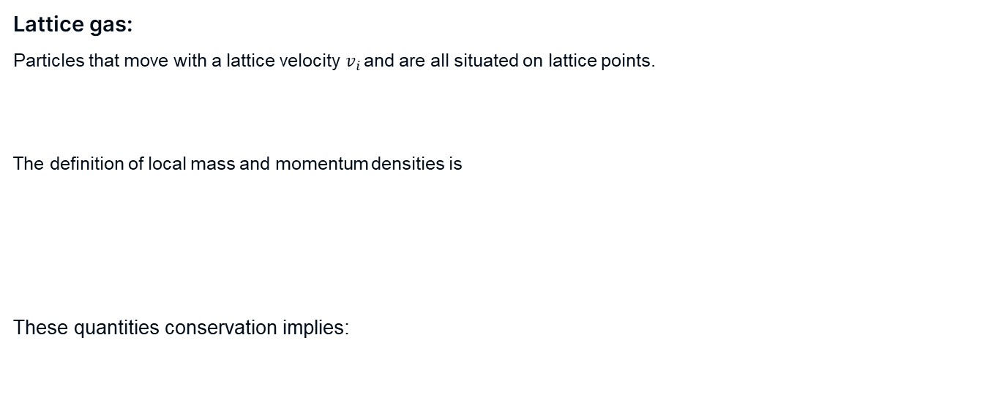 Lattice gas:
Particles that move with a lattice velocity $v_i$ and are all situated on lattice points.
The definition of local mass and momentum densities is
These quantities conservation implies: